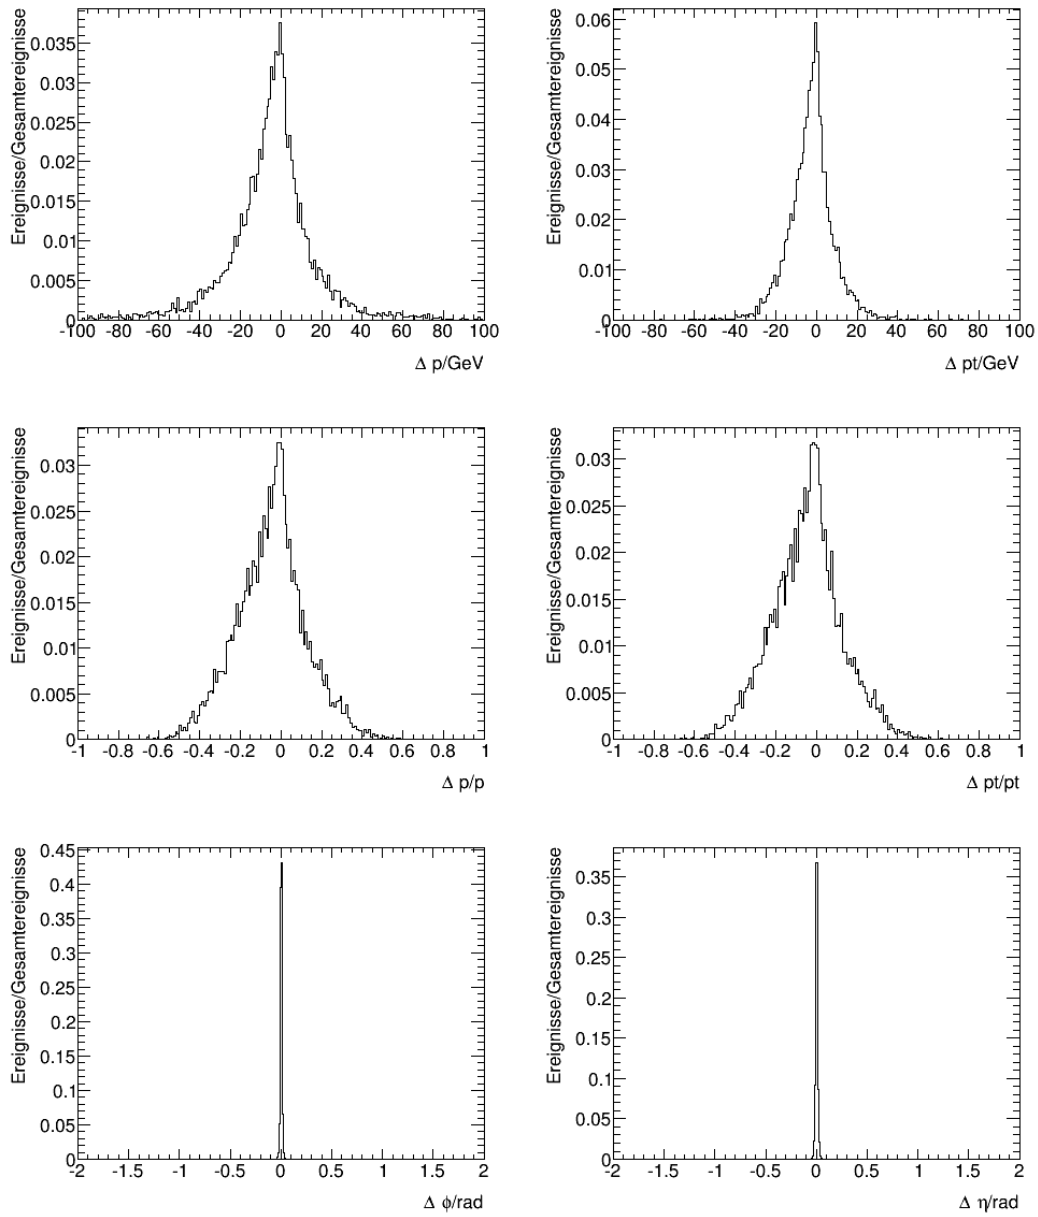 Ereignisse/Gesamtereignisse
0.035
0.03
0.025
0.02
0.015
0.01
0.005
0
-100 -80 -60 -40 -20 0 20 40 60 80 100
Δ p/GeV
Ereignisse/Gesamtereignisse
0.06
0.05
0.04
0.03
0.02
0.01
0
-100 -80 -60 -40 -20 0 20 40 60 80 100
Δ pt/GeV
Ereignisse/Gesamtereignisse
0.03
0.025
0.02
0.015
0.01
0.005
0
-1 -0.8 -0.6 -0.4 -0.2 0 0.2 0.4 0.6 0.8 1
Δ p/p
Ereignisse/Gesamtereignisse
0.03
0.025
0.02
0.015
0.01
0.005
0
-1 -0.8 -0.6 -0.4 -0.2 0 0.2 0.4 0.6 0.8 1
Δ pt/pt
Ereignisse/Gesamtereignisse
0.45
0.4
0.35
0.3
0.25
0.2
0.15
0.1
0.05
0
-2 -1.5 -1 -0.5 0 0.5 1 1.5 2
Δ ϕ/rad
Ereignisse/Gesamtereignisse
0.35
0.3
0.25
0.2
0.15
0.1
0.05
0
-2 -1.5 -1 -0.5 0 0.5 1 1.5 2
Δ η/rad